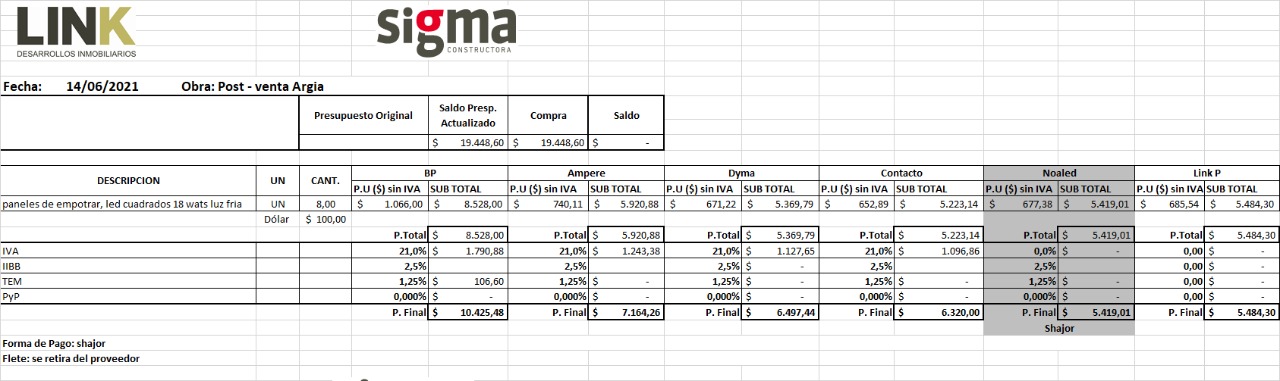 LINK
DESARROLLOS INMOBILIARIOS
sigma
CONSTRUCTORA
Fecha: 14/06/2021 Obra: Post - venta Argia
Presupuesto Original Saldo Presp. Actualizado Compra Saldo
$ 19.448,60 $ 19.448,60 $ -
DESCRIPCION UN CANT. BP Ampere Dyma Contacto Noaled Link P
P.U ($) sin IVA SUB TOTAL P.U ($) sin IVA SUB TOTAL P.U ($) sin IVA SUB TOTAL P.U ($) sin IVA SUB TOTAL P.U ($) sin IVA SUB TOTAL P.U ($) sin IVA SUB TOTAL
paneles de empotrar, led cuadrados 18 wats luz fria UN 8,00 $ 1.066,00 $ 8.528,00 $ 740,11 $ 5.920,88 $ 671,22 $ 5.369,79 $ 652,89 $ 5.223,14 $ 677,38 $ 5.419,01 $ 685,54 $ 5.484,30
Dólar $ 100,00
P.Total $ 8.528,00 P.Total $ 5.920,88 P.Total $ 5.369,79 P.Total $ 5.223,14 P.Total $ 5.419,01 P.Total $ 5.484,30
IVA 21,0% $ 1.790,88 21,0% $ 1.243,38 21,0% $ 1.127,65 21,0% $ 1.096,86 0,0% $ - 0,00 $ -
IIBB 2,5% 2,5% 2,5% $ - 2,5% 2,5% 0,00 $ -
TEM 1,25% $ 106,60 1,25% $ - 1,25% $ - 1,25% $ - 1,25% $ - 0,00 $ -
PyP 0,000% $ - 0,000% $ - 0,000% $ - 0,000% $ - 0,000% $ - 0,00 $ -
P. Final $ 10.425,48 P. Final $ 7.164,26 P. Final $ 6.497,44 P. Final $ 6.320,00 P. Final $ 5.419,01 P. Final $ 5.484,30
Shajor
Forma de Pago: shajor
Flete: se retira del proveedor